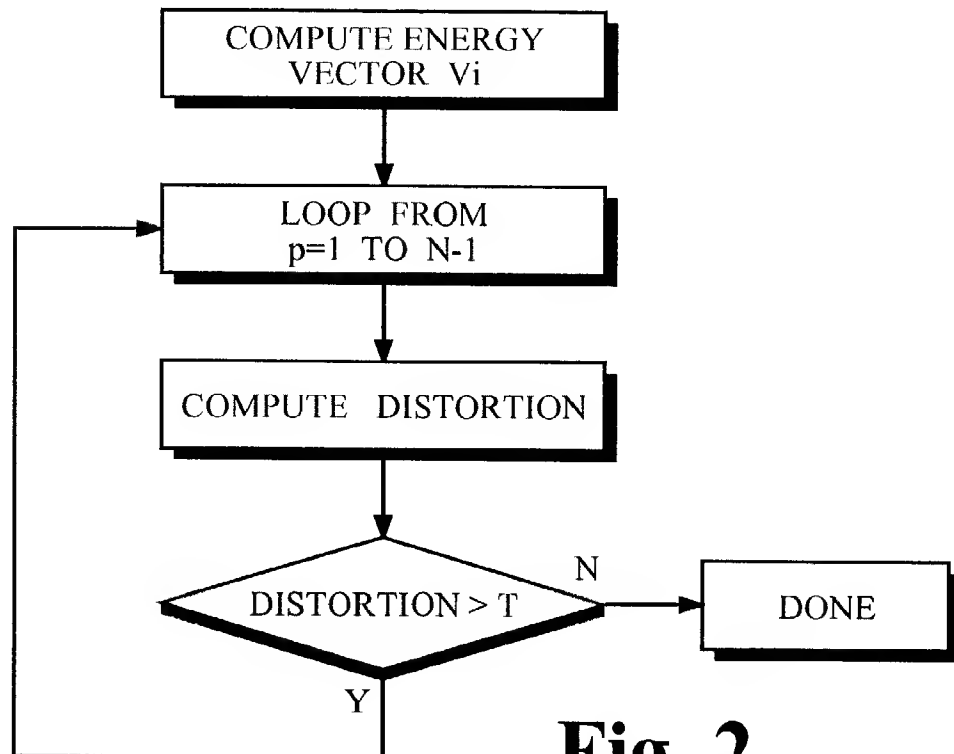 COMPUTE ENERGY
VECTOR Vi
LOOP FROM
p=1 TO N-1
COMPUTE DISTORTION
DISTORTION > T
N
DONE
Y
Fig. 2